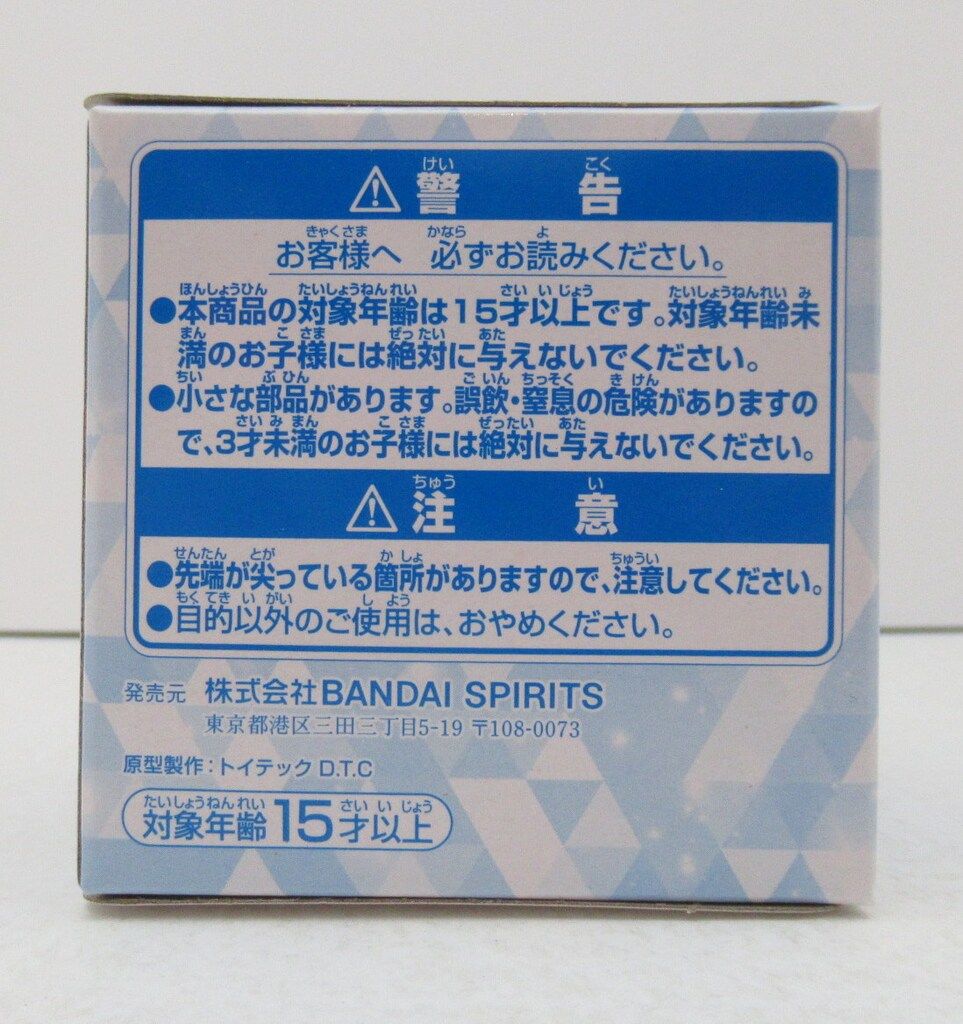 ⚠警告
お客様へ 必ずお読みください。
●本商品の対象年齢は15才以上です。対象年齢未
満のお子様には絶対に与えないでください。
●小さな部品があります。誤飲・窒息の危険がありますの
で、3才未満のお子様には絶対に与えないでください。
⚠注意
●先端が尖っている箇所がありますので、注意してください。
●目的以外のご使用は、おやめください。
発売元 株式会社BANDAI SPIRITS
東京都港区三田三丁目5-19 〒108-0073
原型製作：トイテック D.T.C
対象年齢 15才以上